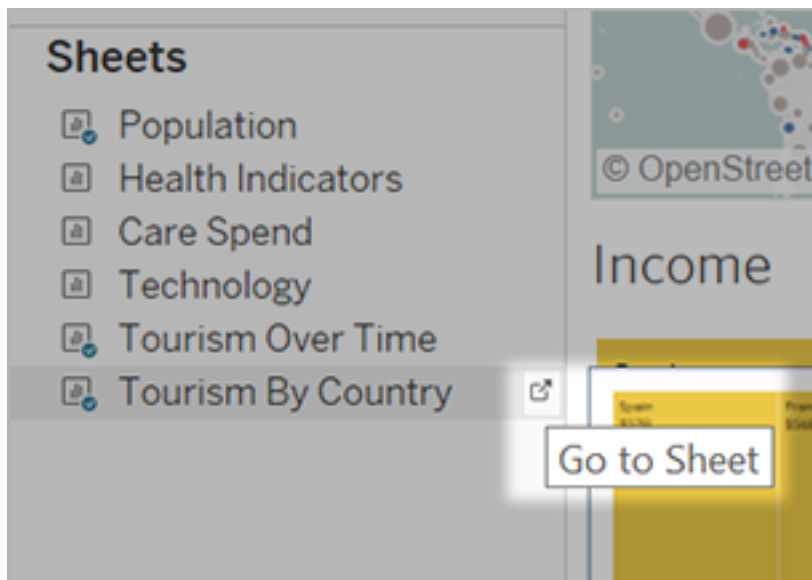 Sheets
Population
Health Indicators
Care Spend
Technology
Tourism Over Time
Tourism By Country
© OpenStreet
Income
Spain
Go to Sheet